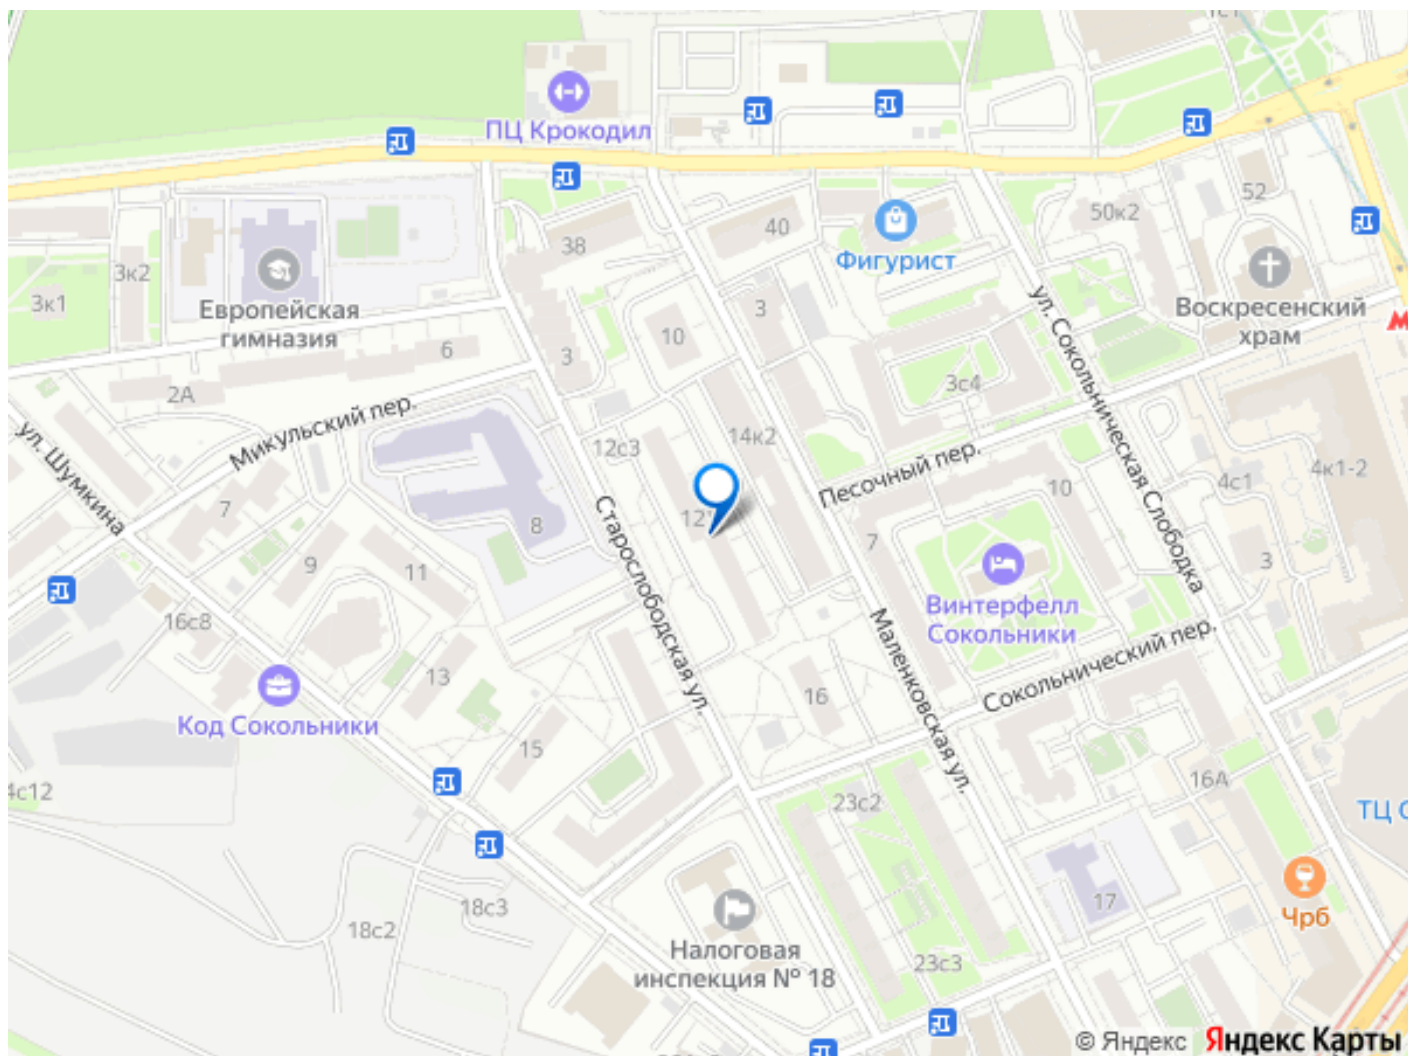 ПЦ Крокодил
52
50к2
40
38
Фигурист
3к2
3к1
Европейская
гимназия
Воскресенский
храм
3
10
6
3
3с4
2А
ул. Сокольническая Слободка
Микульский пер.
ул. Шумкина
12с3
14к2
Песочный пер.
4к1-2
4с1
10
7
8
7
3
9
11
Старослободская ул.
Винтерфелл
Сокольники
16с8
Маленковская ул.
Сокольнический пер.
13
16
Код Сокольники
15
16А
4с12
23с2
ТЦ С
17
Чрб
18с3
18с2
Налоговая
инспекция № 18
23с3
© Яндекс Яндекс Карты